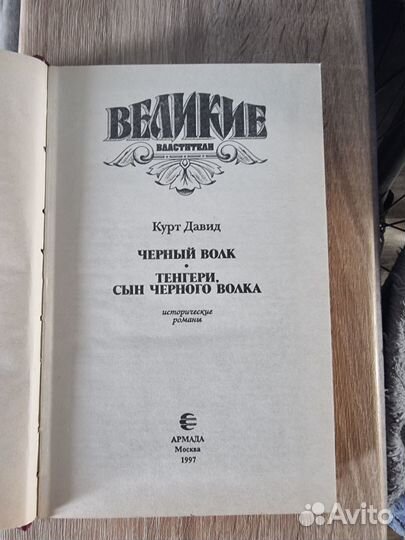 ВЕЛИКИЕ
ВЛАСТИТЕЛИ
Курт Давид
ЧЕРНЫЙ ВОЛК
•
ТЕНГЕРИ,
СЫН ЧЕРНОГО ВОЛКА
исторические
романы
АРМАДА
Москва
1997
Avito